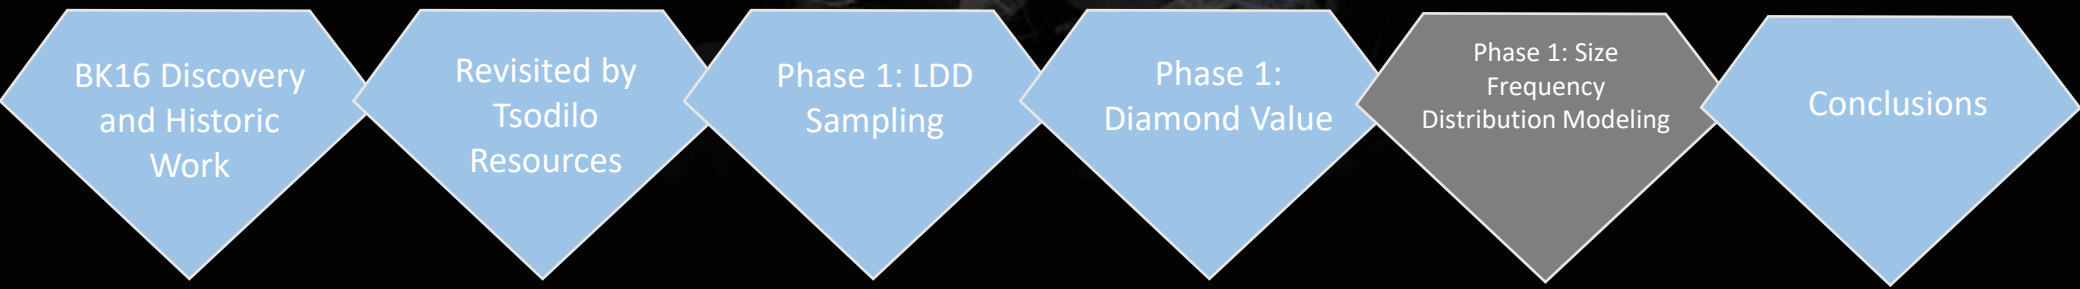 BK16 Discovery
and Historic
Work
Revisited by
Tsodilo
Resources
Phase 1: LDD
Sampling
Phase 1:
Diamond Value
Phase 1: Size
Frequency
Distribution Modeling
Conclusions